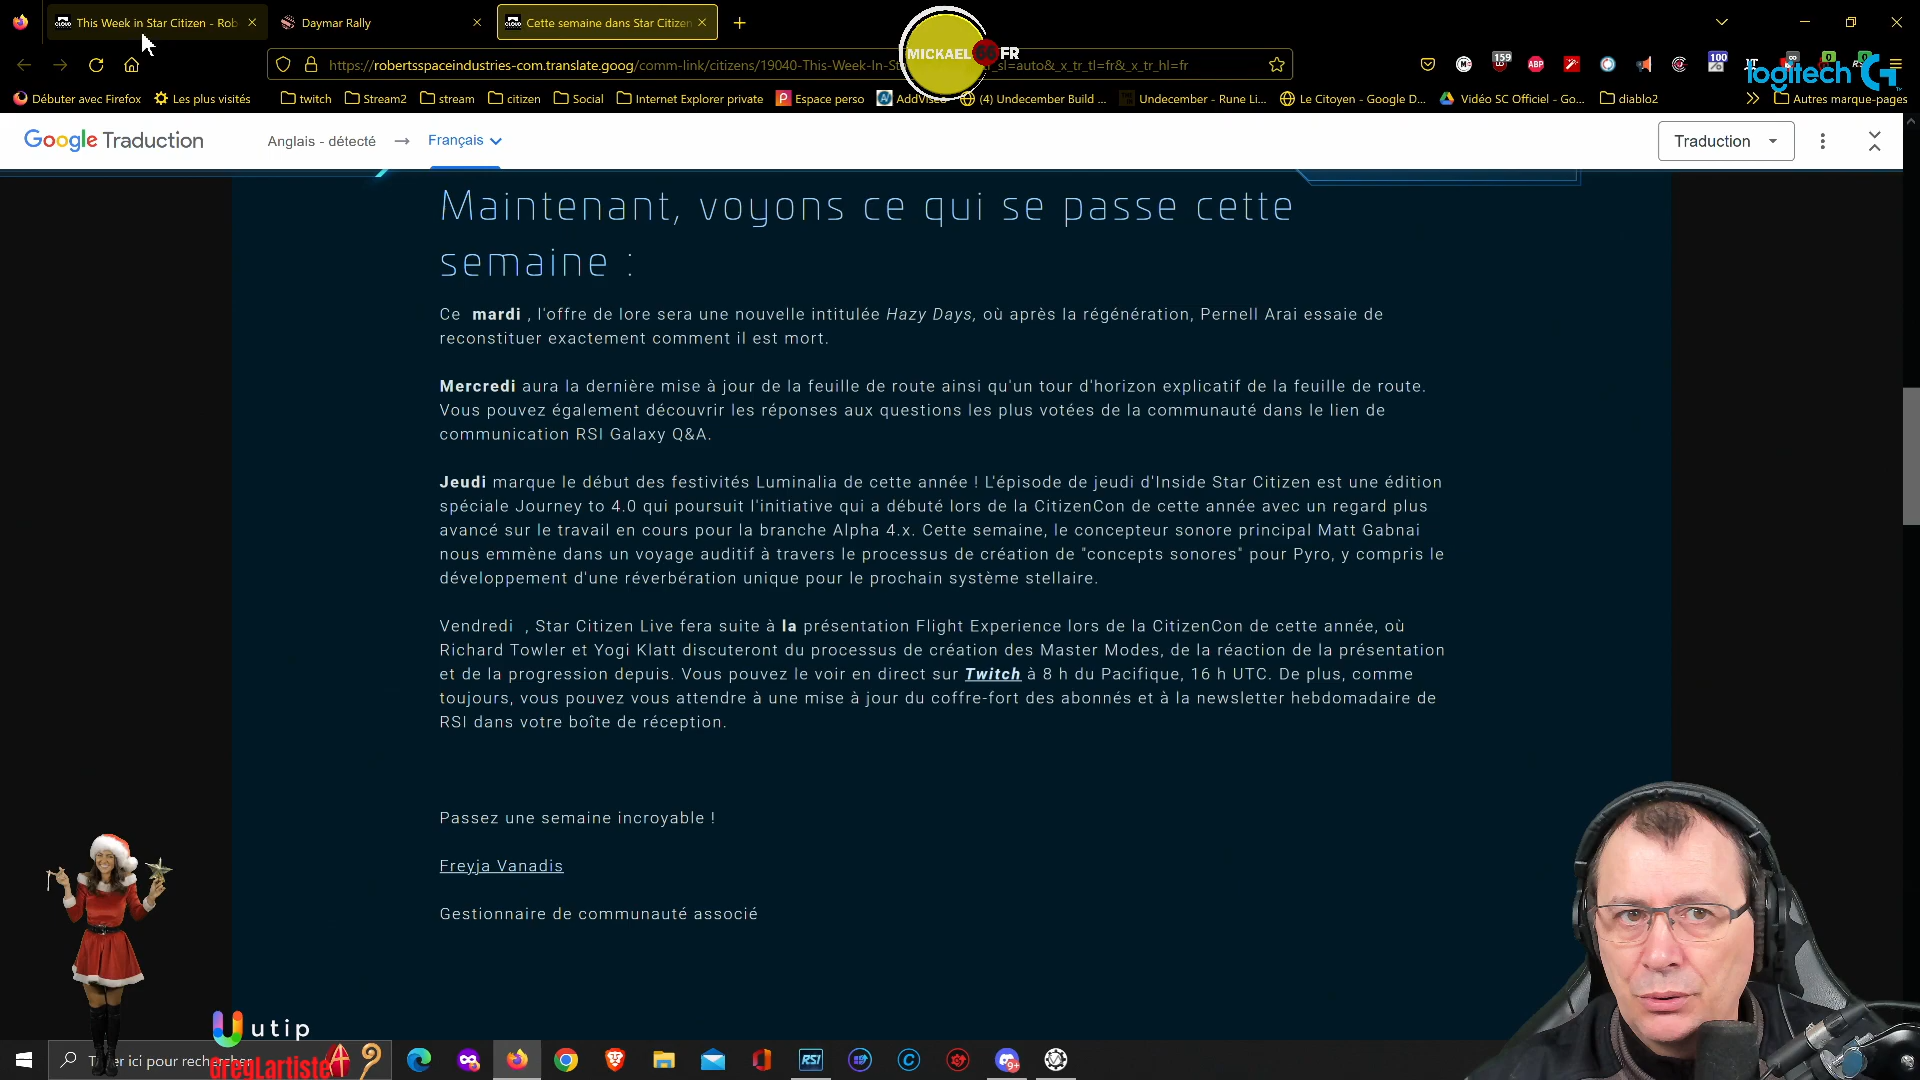 This Week in Star Citizen - Rob
Daymar Rally
Cette semaine dans Star Citizen
MICKAEL FR
https://robertsspaceindustries-com.translate.goog/comm-link/citizens/19040-This-Week-In-St
_sl=auto&_x_tr_tl=fr&_x_tr_hl=fr
159
ABP
100
logitech G
Débuter avec Firefox
Les plus visités
twitch
Stream2
stream
citizen
Social
Internet Explorer private
Espace perso
(4) Undecember Build ...
Undecember - Rune Li...
Le Citoyen - Google D...
Vidéo SC Officiel - Go...
diablo2
Autres marque-pages
Google Traduction
Anglais - détecté
Français
Traduction
Maintenant, voyons ce qui se passe cette
semaine :
Ce mardi , l'offre de lore sera une nouvelle intitulée Hazy Days, où après la régénération, Pernell Arai essaie de
reconstituer exactement comment il est mort.
Mercredi aura la dernière mise à jour de la feuille de route ainsi qu'un tour d'horizon explicatif de la feuille de route.
Vous pouvez également découvrir les réponses aux questions les plus votées de la communauté dans le lien de
communication RSI Galaxy Q&A.
Jeudi marque le début des festivités Luminalia de cette année ! L'épisode de jeudi d'Inside Star Citizen est une édition
spéciale Journey to 4.0 qui poursuit l'initiative qui a débuté lors de la CitizenCon de cette année avec un regard plus
avancé sur le travail en cours pour la branche Alpha 4.x. Cette semaine, le concepteur sonore principal Matt Gabnai
nous emmène dans un voyage auditif à travers le processus de création de "concepts sonores" pour Pyro, y compris le
développement d'une réverbération unique pour le prochain système stellaire.
Vendredi , Star Citizen Live fera suite à la présentation Flight Experience lors de la CitizenCon de cette année, où
Richard Towler et Yogi Klatt discuteront du processus de création des Master Modes, de la réaction de la présentation
et de la progression depuis. Vous pouvez le voir en direct sur Twitch à 8 h du Pacifique, 16 h UTC. De plus, comme
toujours, vous pouvez vous attendre à une mise à jour du coffre-fort des abonnés et à la newsletter hebdomadaire de
RSI dans votre boîte de réception.
Passez une semaine incroyable !
Freyja Vanadis
Gestionnaire de communauté associé
utip
ici pour rechercher
GregLartiste
RSI